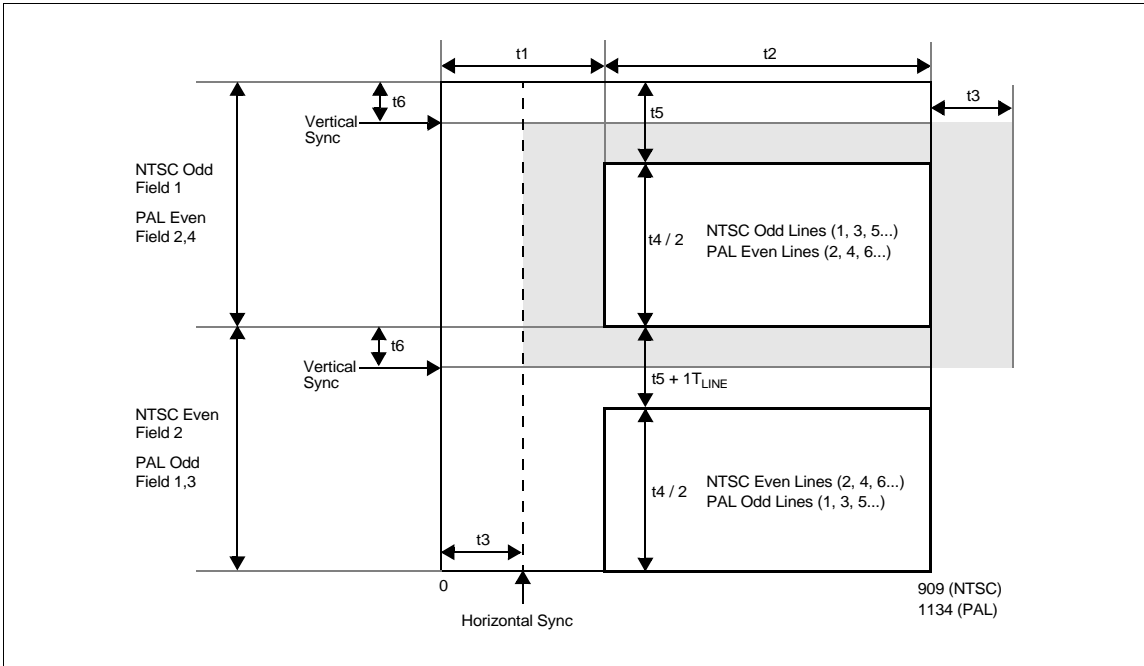 t1
t2
t3
t6
t5
Vertical
Sync
NTSC Odd
Field 1
PAL Even
Field 2,4
t4 / 2
NTSC Odd Lines (1, 3, 5...)
PAL Even Lines (2, 4, 6...)
t6
Vertical
Sync
t5 + 1TLINE
NTSC Even
Field 2
PAL Odd
Field 1,3
t4 / 2
NTSC Even Lines (2, 4, 6...)
PAL Odd Lines (1, 3, 5...)
t3
0
909 (NTSC)
1134 (PAL)
Horizontal Sync